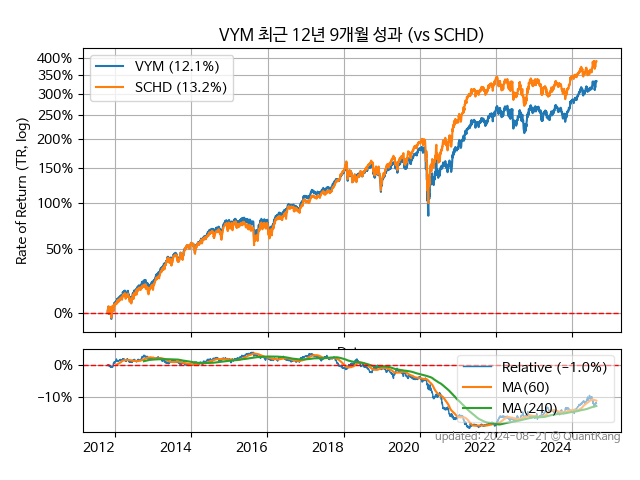 VYM 최근 12년 9개월 성과 (vs SCHD)
Rate of Return (TR, log)
400%
350%
300%
250%
200%
150%
100%
50%
0%
VYM (12.1%)
SCHD (13.2%)
0%
−10%
Relative (−1.0%)
MA(60)
MA(240)
2012 2014 2016 2018 2020 2022 2024
updated: 2024-08-21 © QuantKang